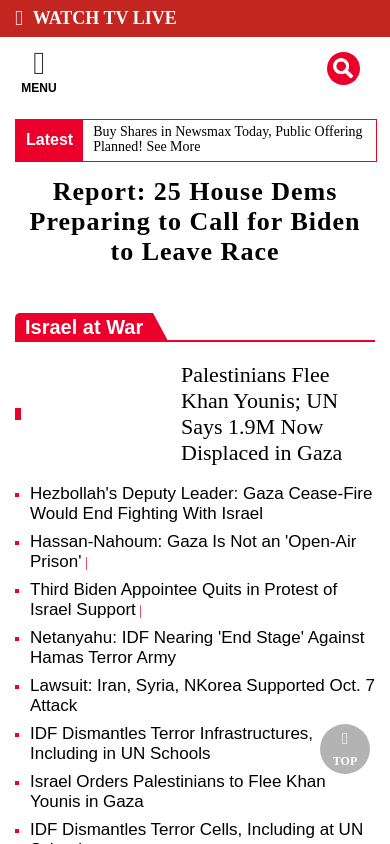 WATCH TV LIVE
MENU
Latest
Buy Shares in Newsmax Today, Public Offering
Planned! See More
Report: 25 House Dems
Preparing to Call for Biden
to Leave Race
Israel at War
Palestinians Flee
Khan Younis; UN
Says 1.9M Now
Displaced in Gaza
Hezbollah's Deputy Leader: Gaza Cease-Fire
Would End Fighting With Israel
Hassan-Nahoum: Gaza Is Not an 'Open-Air
Prison' |
Third Biden Appointee Quits in Protest of
Israel Support |
Netanyahu: IDF Nearing 'End Stage' Against
Hamas Terror Army
Lawsuit: Iran, Syria, NKorea Supported Oct. 7
Attack
IDF Dismantles Terror Infrastructures,
Including in UN Schools
TOP
Israel Orders Palestinians to Flee Khan
Younis in Gaza
IDF Dismantles Terror Cells, Including at UN